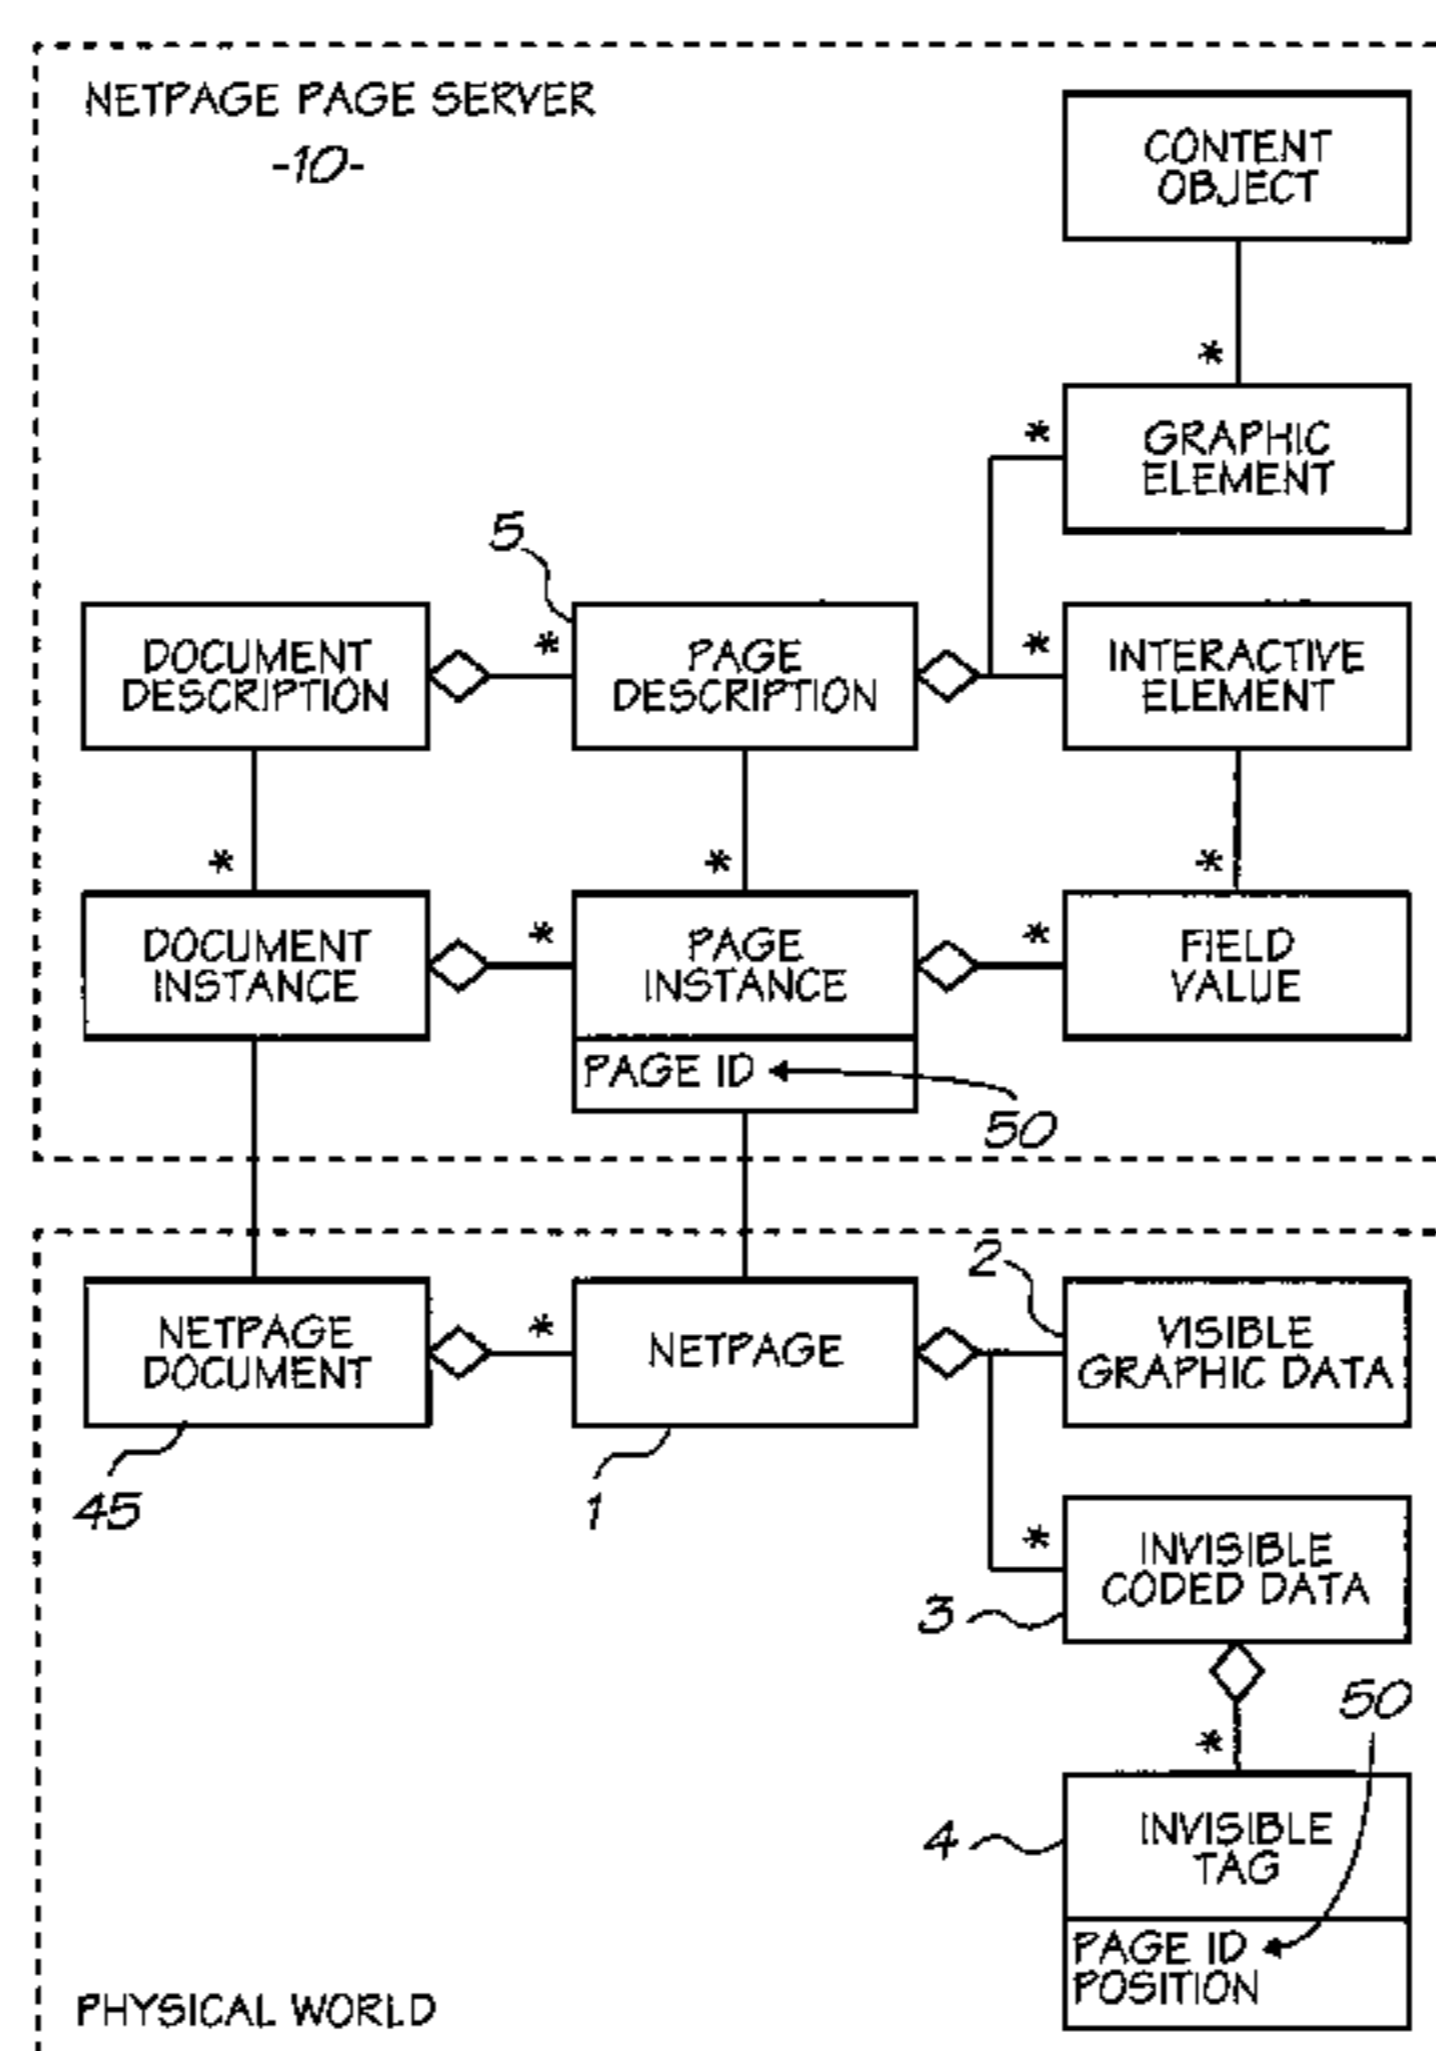 NETPAGE PAGE SERVER
-10-
CONTENT
OBJECT
*
*
GRAPHIC
ELEMENT
5
DOCUMENT
DESCRIPTION
*
PAGE
DESCRIPTION
*
INTERACTIVE
ELEMENT
*
*
*
DOCUMENT
INSTANCE
*
PAGE
INSTANCE
*
FIELD
VALUE
PAGE ID
50
2
NETPAGE
DOCUMENT
*
NETPAGE
VISIBLE
GRAPHIC DATA
45
1
*
INVISIBLE
CODED DATA
3
50
*
4
INVISIBLE
TAG
PAGE ID
POSITION
PHYSICAL WORLD